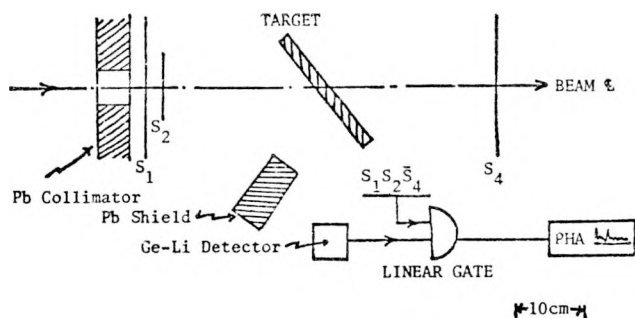 TARGET
BEAM ℄
S₁
S₂
S₄
Pb Collimator
Pb Shield
S₁S₂S̄₄
Ge-Li Detector
LINEAR GATE
PHA
10cm